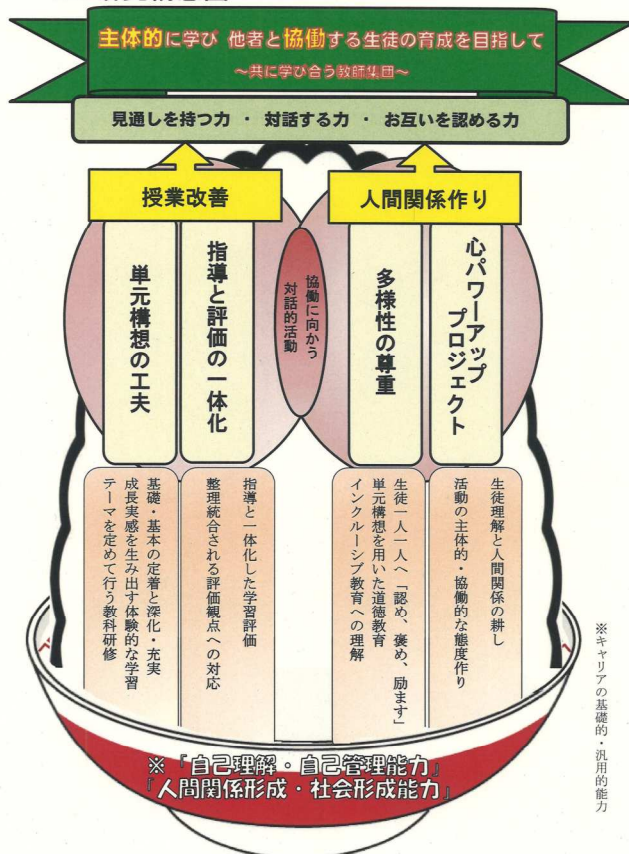 主体的に学び 他者と協働する生徒の育成を目指して
～共に学び合う教師集団～
見通しを持つ力 ・ 対話する力 ・ お互いを認める力
授業改善
人間関係作り
単元構想の工夫
指導と評価の一体化
協働に向かう
対話的活動
多様性の尊重
心パワーアップ
プロジェクト
基礎・基本の定着と深化・充実
成長実感を生み出す体験的な学習
テーマを定めて行う教科研修
指導と一体化した学習評価
整理統合される評価観点への対応
生徒一人一人へ「認め、褒め、励ます」
単元構想を用いた道徳教育
インクルーシブ教育への理解
生徒理解と人間関係の耕し
活動の主体的・協働的な態度作り
※キャリアの基礎的・汎用的能力
※『自己理解・自己管理能力』
『人間関係形成・社会形成能力』